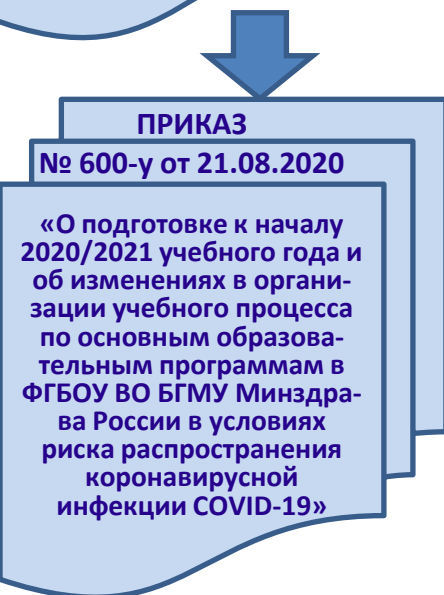 ПРИКАЗ
№ 600-у от 21.08.2020
«О подготовке к началу
2020/2021 учебного года и
об изменениях в органи-
зации учебного процесса
по основным образова-
тельным программам в
ФГБОУ ВО БГМУ Минздра-
ва России в условиях
риска распространения
коронавирусной
инфекции COVID-19»